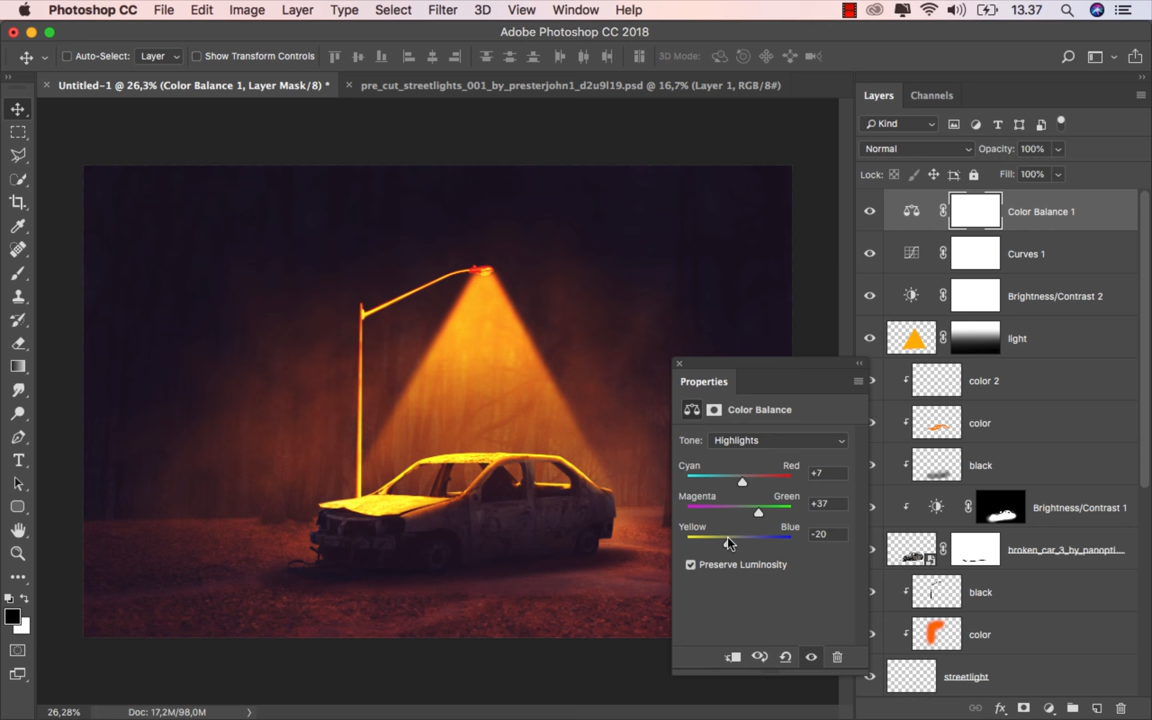 Photoshop CC File Edit Image Layer Type Select Filter 3D View Window Help 13.37
Adobe Photoshop CC 2018
Auto-Select: Layer Show Transform Controls 3D Mode:
Untitled-1 @ 26,3% (Color Balance 1, Layer Mask/8) * pre_cut_streetlights_001_by_presterjohn1_d2u9l19.psd @ 16,7% (Layer 1, RGB/8#)
Layers Channels
Kind
Normal Opacity: 100%
Lock: Fill: 100%
Color Balance 1
Curves 1
Brightness/Contrast 2
light
color 2
color
black
Brightness/Contrast 1
broken_car_3_by_panopti...
black
color
streetlight
Properties
Color Balance
Tone: Highlights
Cyan Red +7
Magenta Green +37
Yellow Blue -20
Preserve Luminosity
26,28% Doc: 17,2M/98,0M